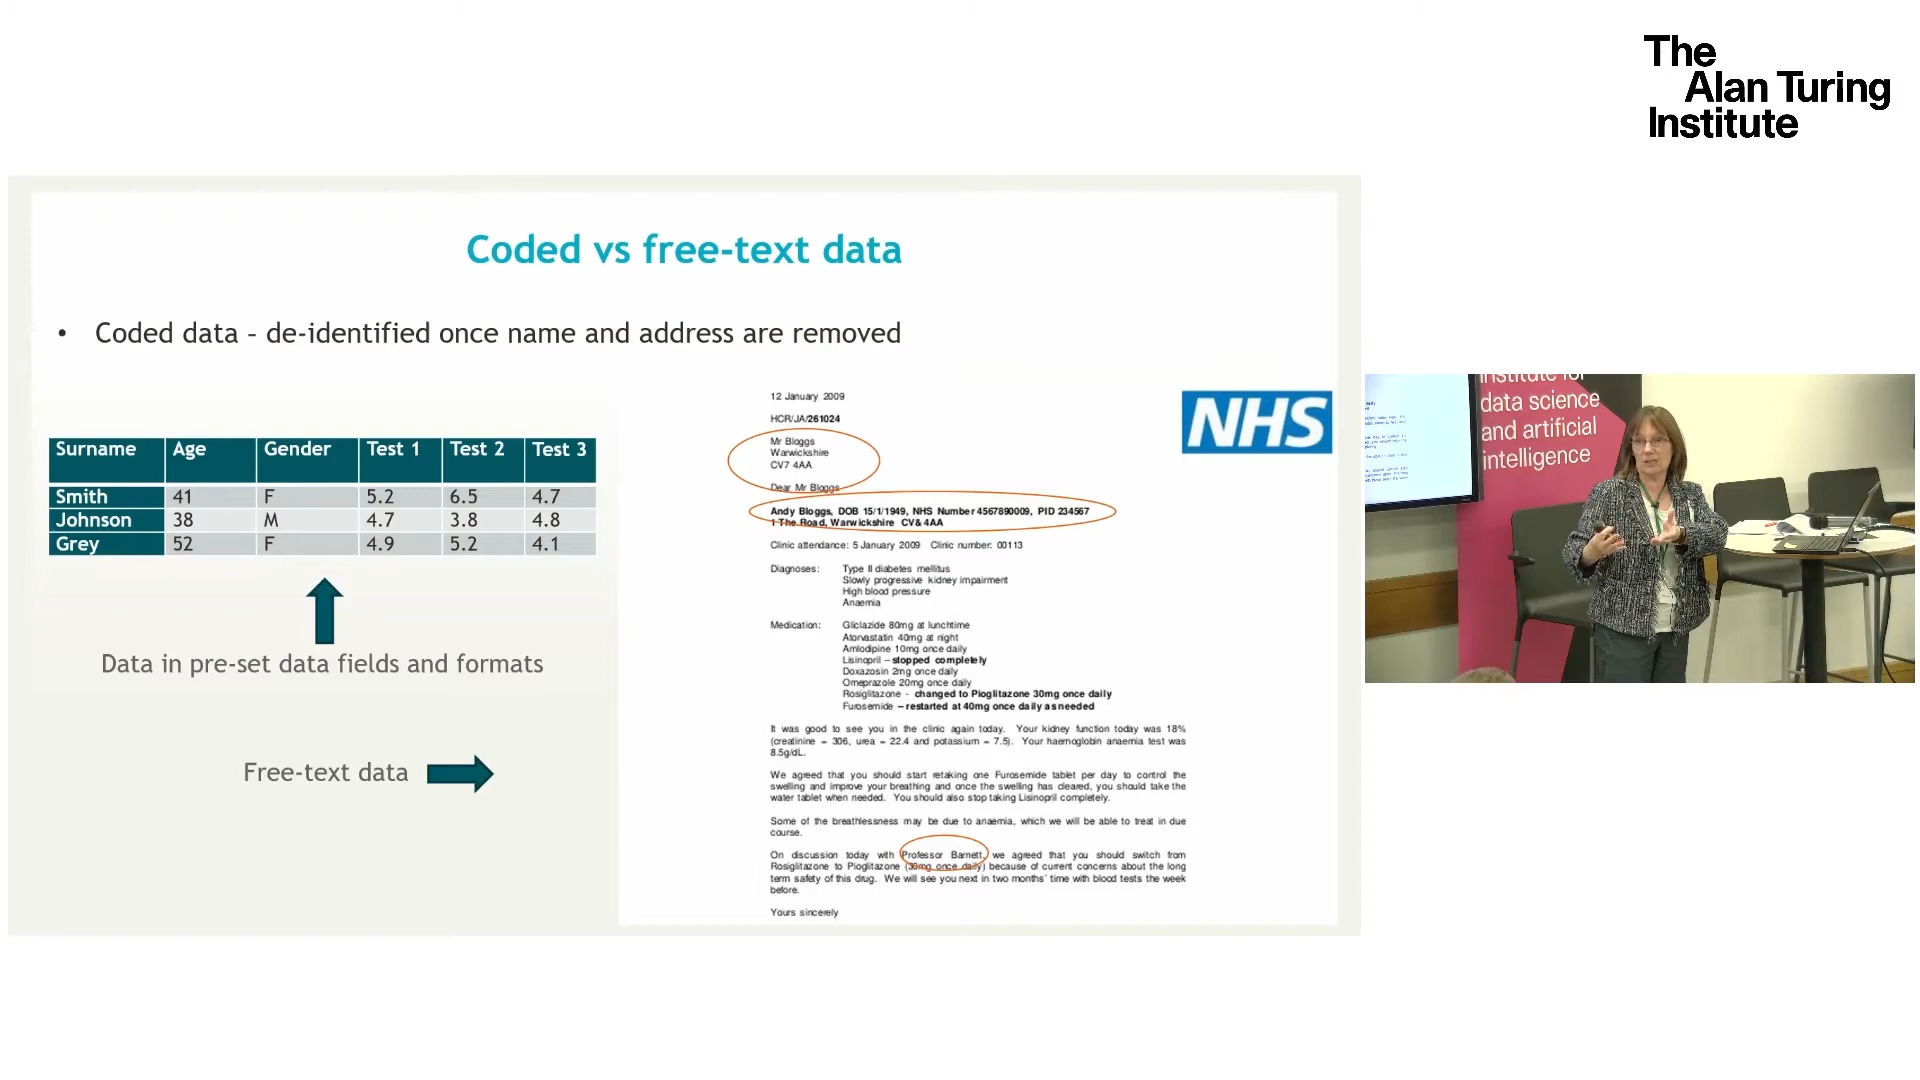 The
Alan Turing
Institute
Coded vs free-text data
• Coded data – de-identified once name and address are removed
Surname Age Gender Test 1 Test 2 Test 3
Smith 41 F 5.2 6.5 4.7
Johnson 38 M 4.7 3.8 4.8
Grey 52 F 4.9 5.2 4.1
Data in pre-set data fields and formats
Free-text data
NHS
12 January 2009
HCR/JA/261024
Mr Bloggs
Warwickshire
CV7 4AA
Dear Mr Bloggs
Andy Bloggs, DOB 15/1/1949, NHS Number 4567890009, PID 234567
1 The Road, Warwickshire CV& 4AA
Clinic attendance: 5 January 2009 Clinic number: 00113
Diagnoses: Type II diabetes mellitus
Slowly progressive kidney impairment
High blood pressure
Anaemia
Medication: Gliclazide 80mg at lunchtime
Atorvastatin 40mg at night
Amlodipine 10mg once daily
Lisinopril – stopped completely
Doxazosin 2mg once daily
Omeprazole 20mg once daily
Rosiglitazone - changed to Pioglitazone 30mg once daily
Furosemide – restarted at 40mg once daily as needed
It was good to see you in the clinic again today. Your kidney function today was 18%
(creatinine = 306, urea = 22.4 and potassium = 7.5). Your haemoglobin anaemia test was
8.5g/dL.
We agreed that you should start retaking one Furosemide tablet per day to control the
swelling and improve your breathing and once the swelling has cleared, you should take the
water tablet when needed. You should also stop taking Lisinopril completely.
Some of the breathlessness may be due to anaemia, which we will be able to treat in due
course.
On discussion today with Professor Barnett, we agreed that you should switch from
Rosiglitazone to Pioglitazone (30mg once daily) because of current concerns about the long
term safety of this drug. We will see you next in two months' time with blood tests the week
before.
Yours sincerely
institute for
data science
and artificial
intelligence